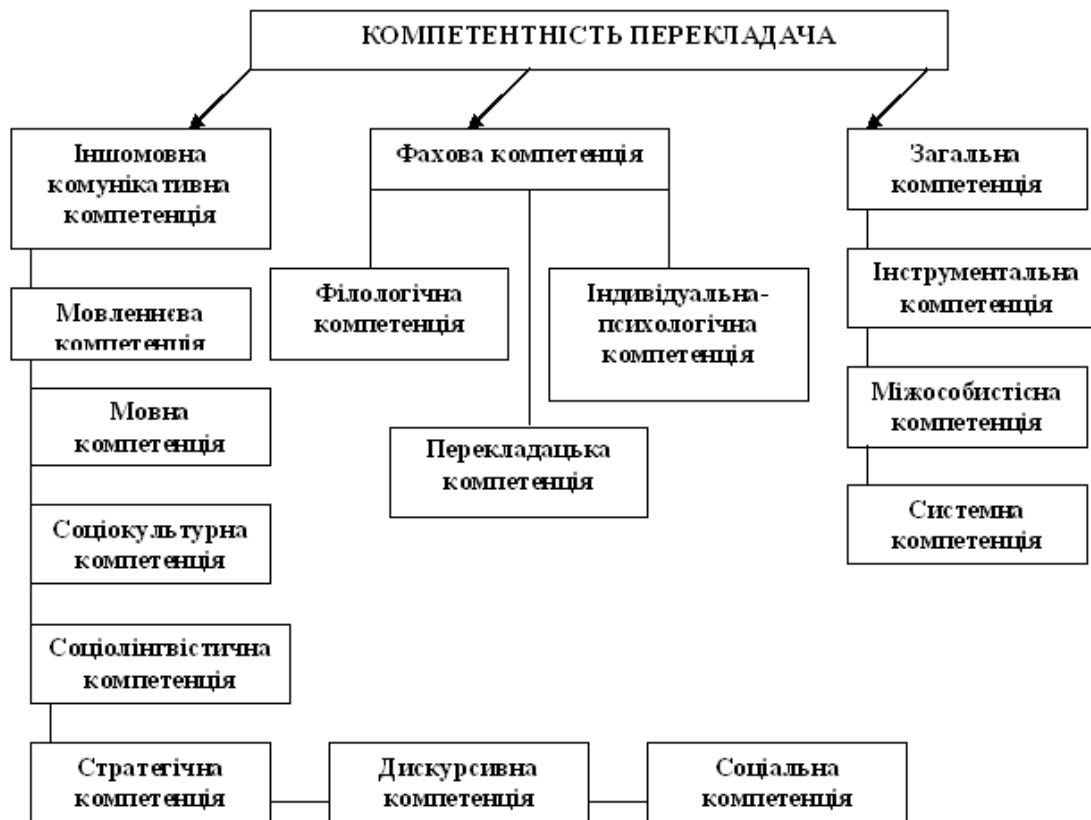 КОМПЕТЕНТНІСТЬ ПЕРЕКЛАДАЧА
Іншомовна
комунікативна
компетенція
Фахова компетенція
Загальна
компетенція
Мовленнєва
компетенція
Мовна
компетенція
Соціокультурна
компетенція
Соціолінгвістична
компетенція
Стратегічна
компетенція
Дискурсивна
компетенція
Соціальна
компетенція
Філологічна
компетенція
Перекладацька
компетенція
Індивідуальна-
психологічна
компетенція
Інструментальна
компетенція
Міжособистісна
компетенція
Системна
компетенція